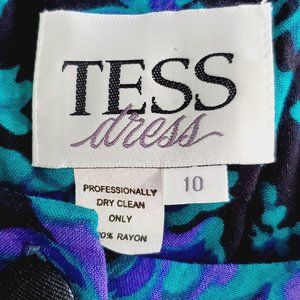 TESS
dress
PROFESSIONALLY
DRY CLEAN
ONLY
RAYON
10